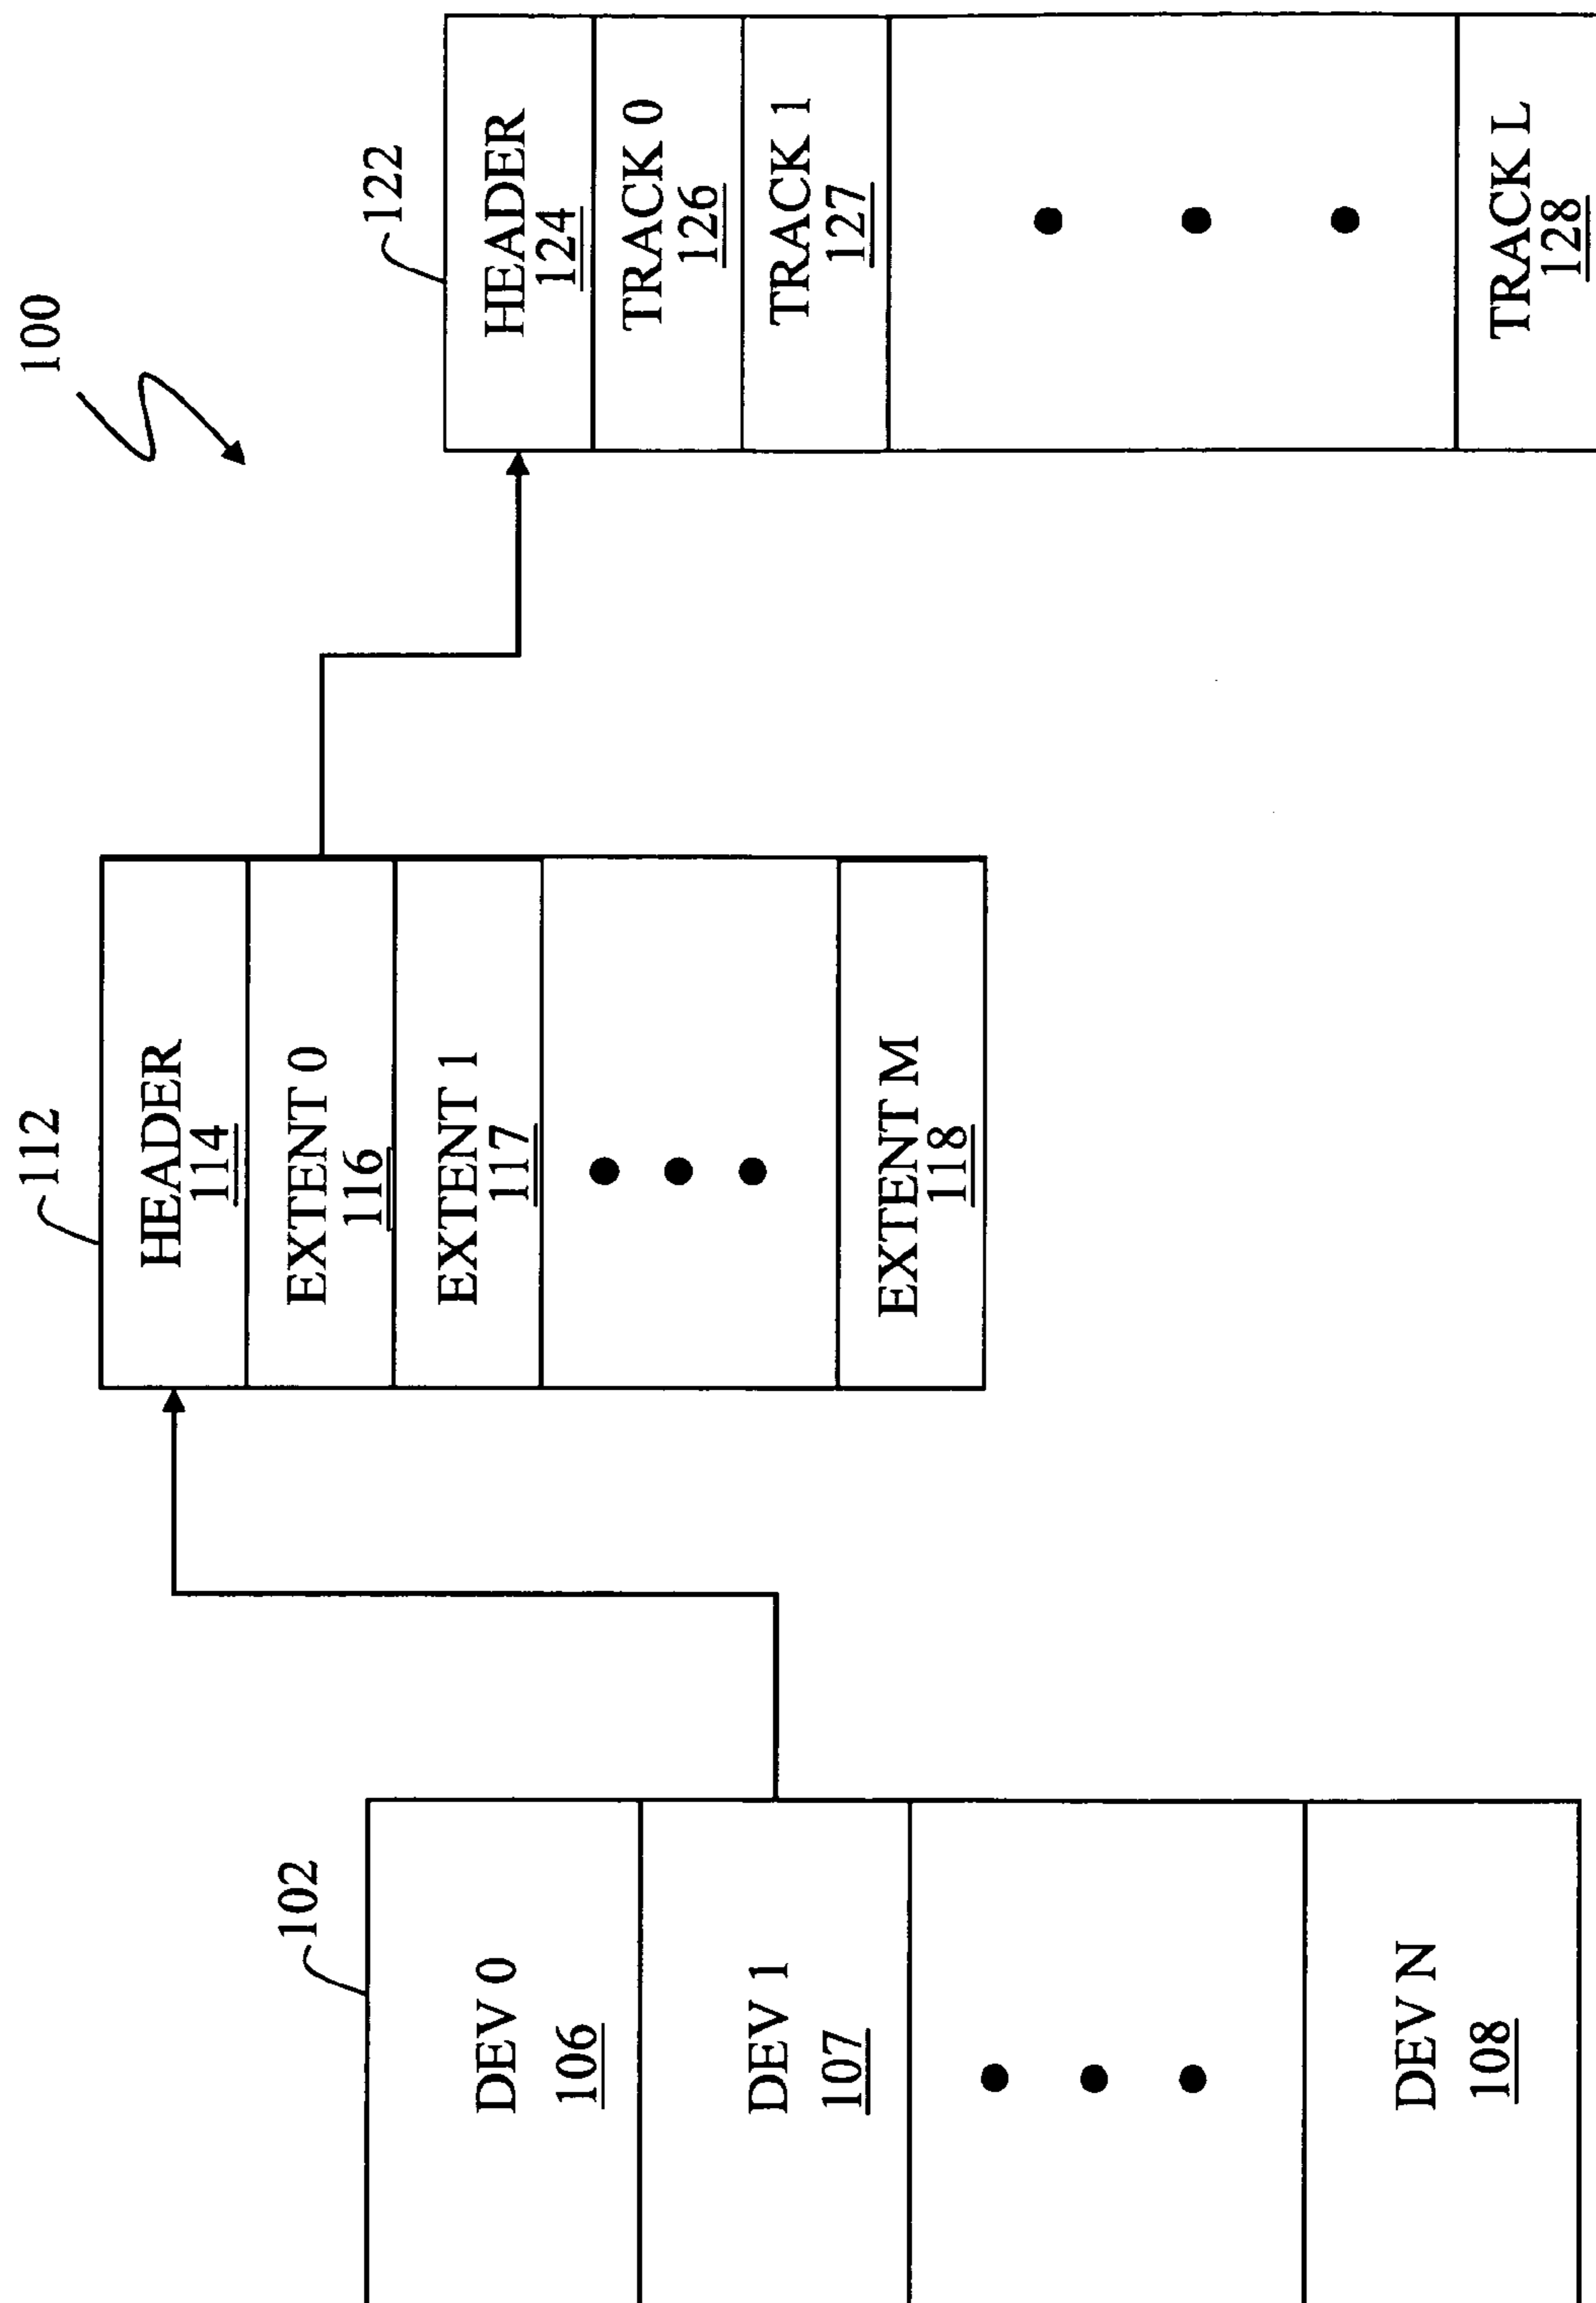 100
102
DEV 0
106
DEV 1
107
DEV N
108
112
HEADER
114
EXTENT 0
116
EXTENT 1
117
EXTENT M
118
122
HEADER
124
TRACK 0
126
TRACK 1
127
TRACK L
128